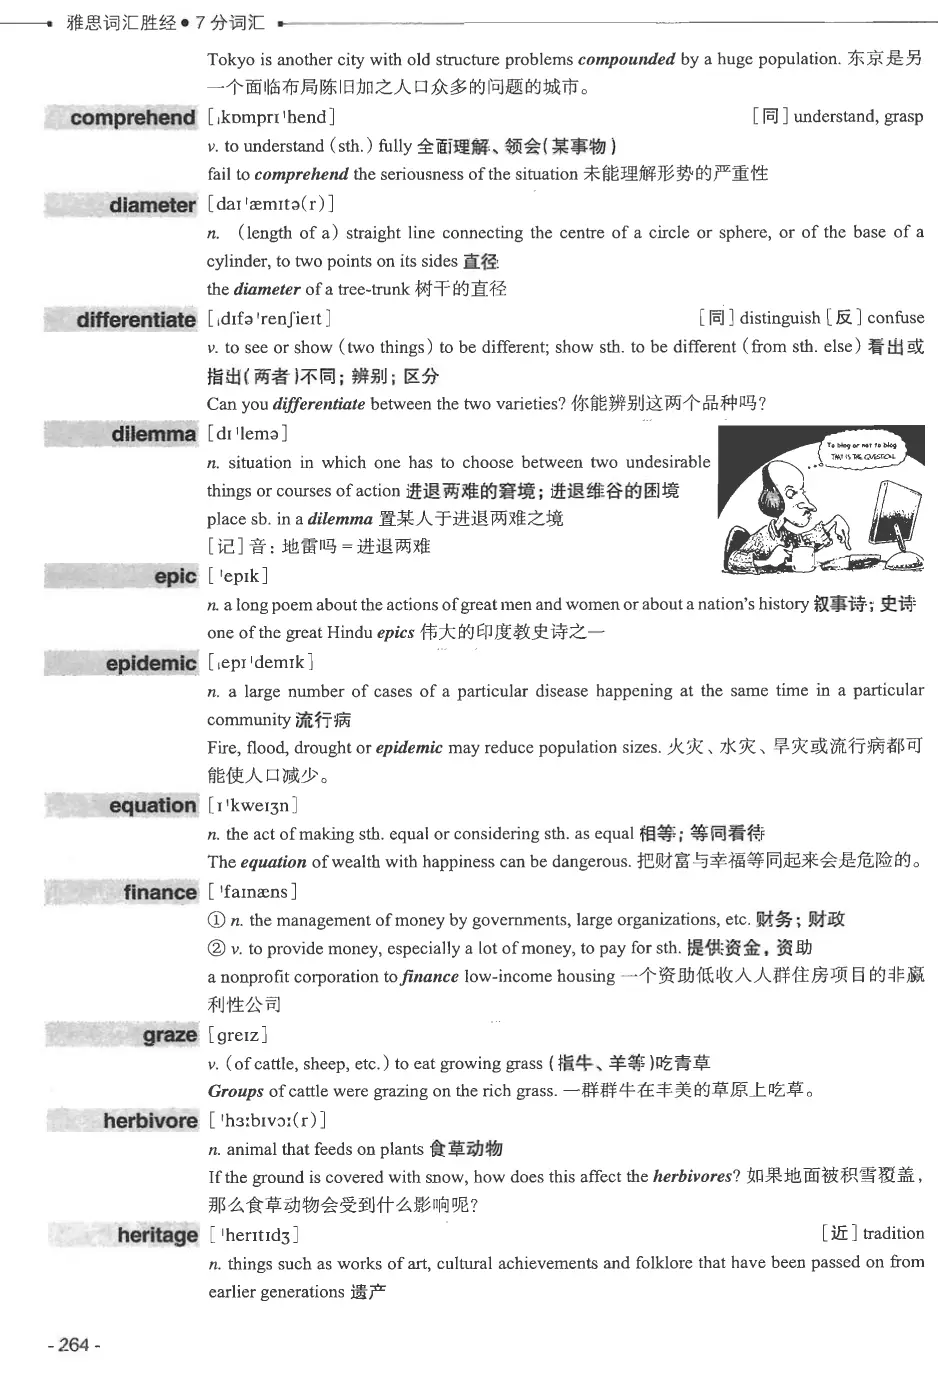 雅思词汇胜经●7分词汇
Tokyo is another city with old structure problems compounded by a huge population. 东京是另
一个面临布局陈旧加之人口众多的问题的城市。
comprehend [ˌkɒmprɪˈhend] [同] understand, grasp
v. to understand (sth.) fully 全面理解、领会(某事物)
fail to comprehend the seriousness of the situation 未能理解形势的严重性
diameter [daɪˈæmɪtə(r)]
n. (length of a) straight line connecting the centre of a circle or sphere, or of the base of a
cylinder, to two points on its sides 直径
the diameter of a tree-trunk 树干的直径
differentiate [ˌdɪfəˈrenʃieɪt] [同] distinguish [反] confuse
v. to see or show (two things) to be different; show sth. to be different (from sth. else) 看出或
指出(两者)不同; 辨别; 区分
Can you differentiate between the two varieties? 你能辨别这两个品种吗?
dilemma [dɪˈlemə]
n. situation in which one has to choose between two undesirable
things or courses of action 进退两难的窘境; 进退维谷的困境
place sb. in a dilemma 置某人于进退两难之境
[记] 音: 地雷吗=进退两难
To blog or not to blog
THAT IS THE QUESTION.
epic [ˈepɪk]
n. a long poem about the actions of great men and women or about a nation's history 叙事诗; 史诗
one of the great Hindu epics 伟大的印度教史诗之一
epidemic [ˌepɪˈdemɪk]
n. a large number of cases of a particular disease happening at the same time in a particular
community 流行病
Fire, flood, drought or epidemic may reduce population sizes. 火灾、水灾、旱灾或流行病都可
能使人口减少。
equation [ɪˈkweɪʒn]
n. the act of making sth. equal or considering sth. as equal 相等; 等同看待
The equation of wealth with happiness can be dangerous. 把财富与幸福等同起来会是危险的。
finance [ˈfaɪnæns]
① n. the management of money by governments, large organizations, etc. 财务; 财政
② v. to provide money, especially a lot of money, to pay for sth. 提供资金, 资助
a nonprofit corporation to finance low-income housing 一个资助低收入人群住房项目的非赢
利性公司
graze [greɪz]
v. (of cattle, sheep, etc.) to eat growing grass (指牛、羊等)吃青草
Groups of cattle were grazing on the rich grass. 一群群牛在丰美的草原上吃草。
herbivore [ˈhɜːbɪvɔː(r)]
n. animal that feeds on plants 食草动物
If the ground is covered with snow, how does this affect the herbivores? 如果地面被积雪覆盖,
那么食草动物会受到什么影响呢?
heritage [ˈherɪtɪdʒ] [近] tradition
n. things such as works of art, cultural achievements and folklore that have been passed on from
earlier generations 遗产
- 264 -